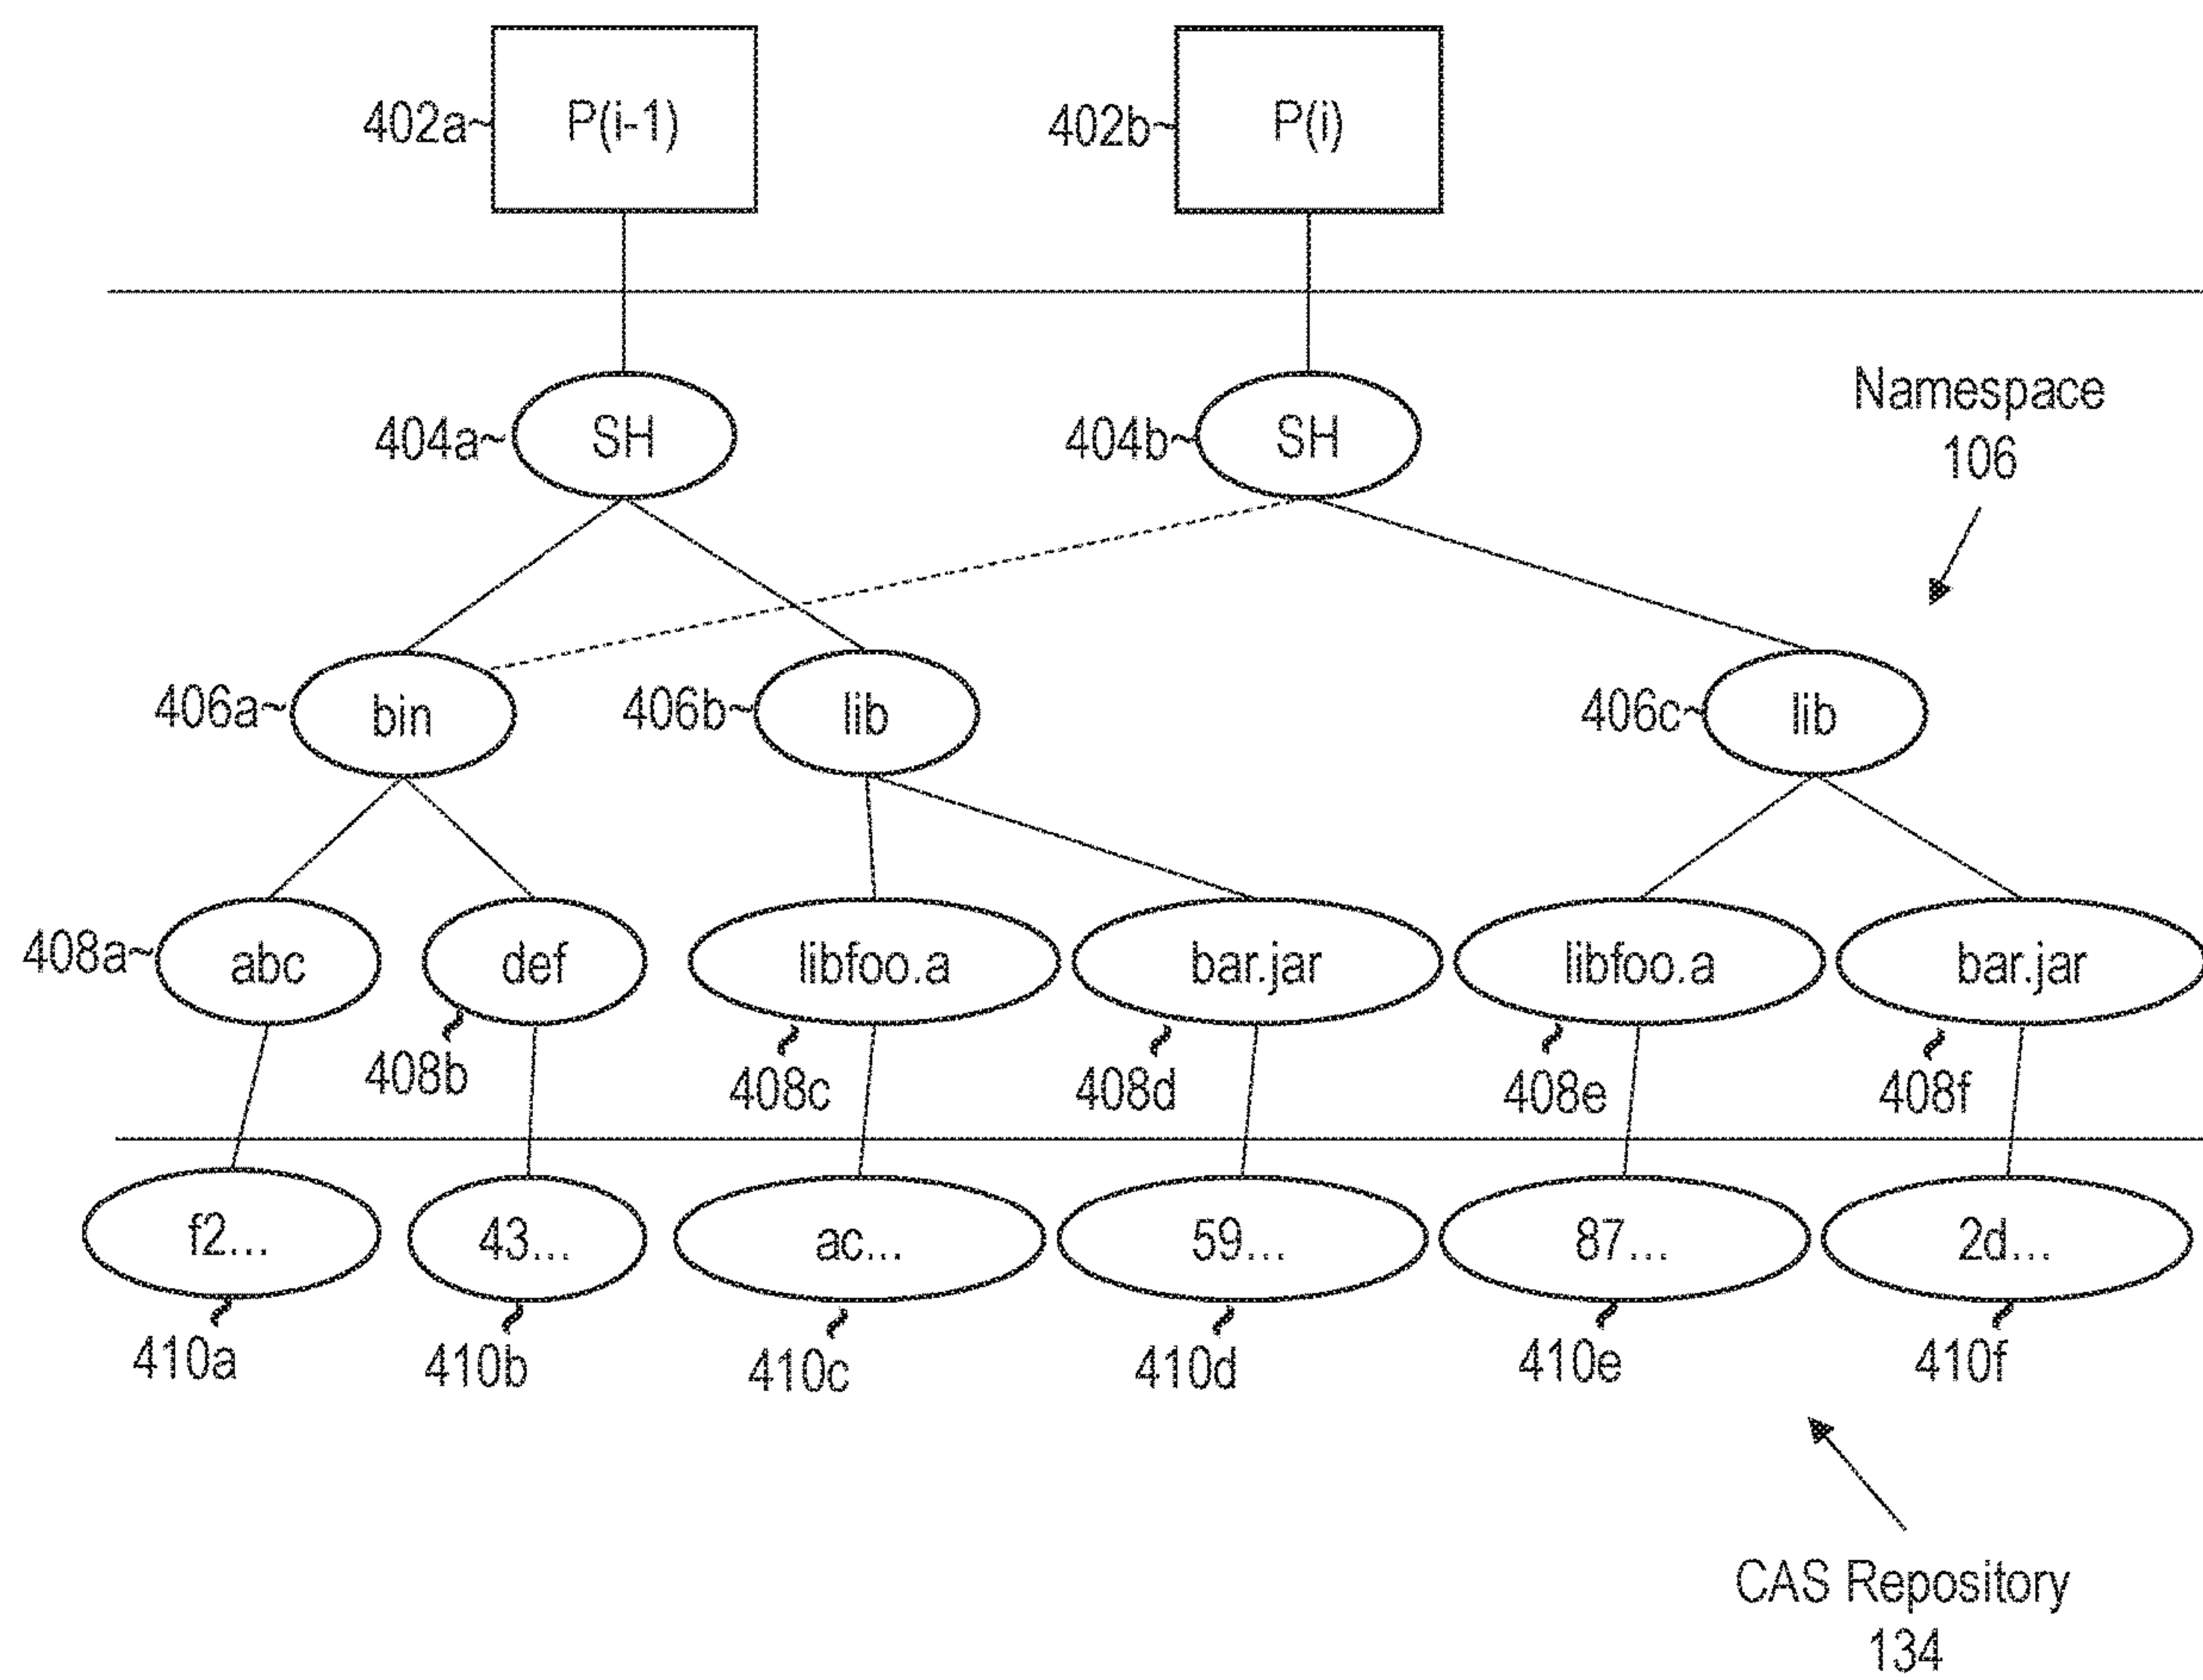 402a~ P(i-1) 402b~ P(i)
404a~ SH 404b~ SH
Namespace
106
406a~ bin 406b~ lib 406c~ lib
408a~ abc def libfoo.a bar.jar libfoo.a bar.jar
408b 408c 408d 408e 408f
f2... 43... ac... 59... 87... 2d...
410a 410b 410c 410d 410e 410f
CAS Repository
134